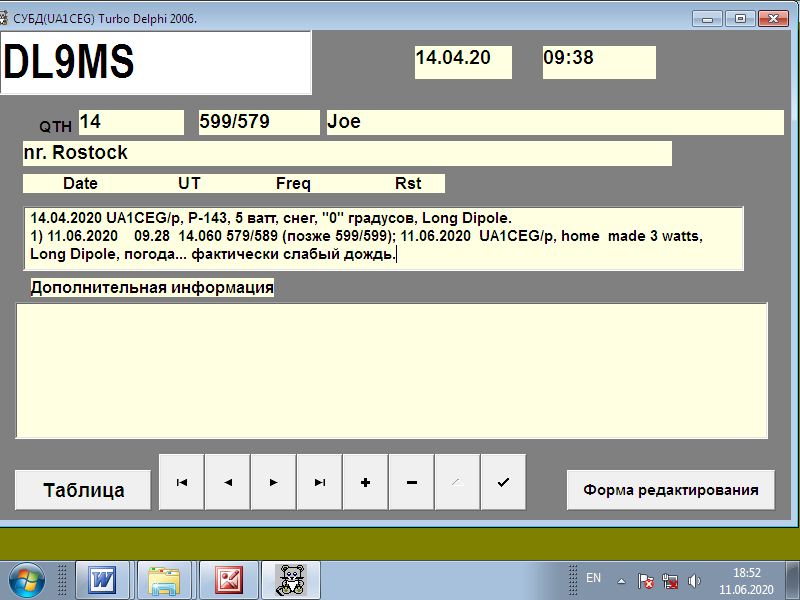 СУБД(UA1CEG) Turbo Delphi 2006.
DL9MS
14.04.20
09:38
QTH 14 599/579 Joe
nr. Rostock
Date UT Freq Rst
14.04.2020 UA1CEG/p, P-143, 5 ватт, снег, "0" градусов, Long Dipole.
1) 11.06.2020 09.28 14.060 579/589 (позже 599/599); 11.06.2020 UA1CEG/p, home made 3 watts,
Long Dipole, погода... фактически слабый дождь.
Дополнительная информация
Таблица
Форма редактирования
EN
18:52
11.06.2020